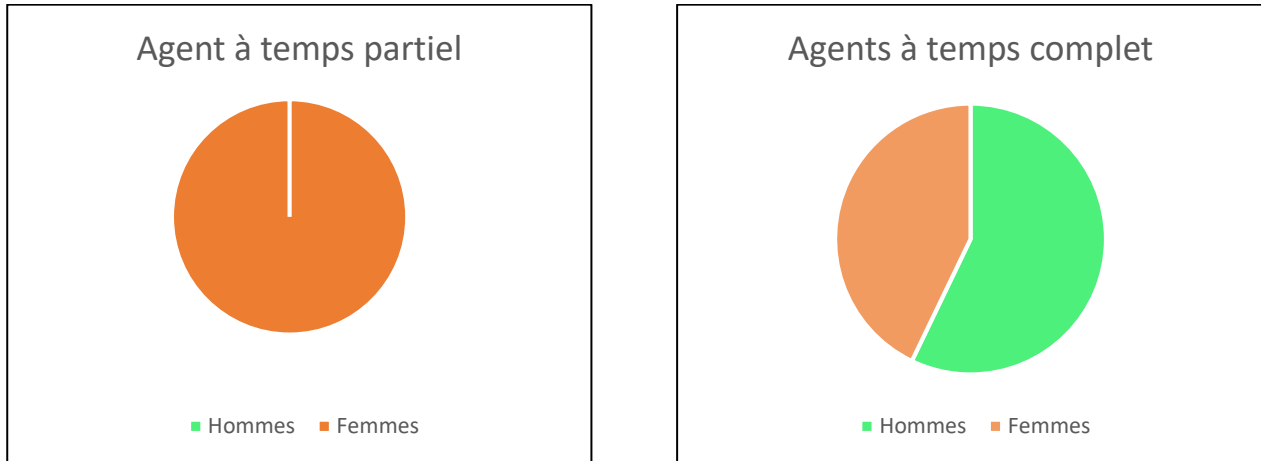 Agent à temps partiel
Hommes Femmes
Agents à temps complet
Hommes Femmes